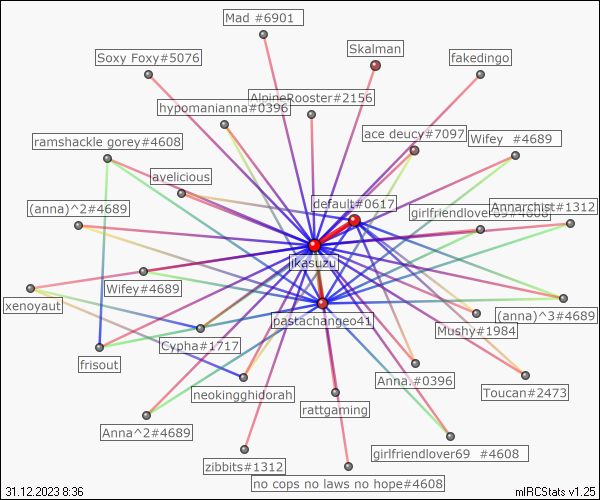 Mad #6901
Skalman
Soxy Foxy#5076
fakedingo
AlpineRooster#2156
hypomanianna#0396
ace deucy#7097
ramshackle gorey#4608
Wifey  #4689
avelicious
default#0617
(anna)^2#4689
girlfriendlover69#4608
Annarchist#1312
ikasuzu
Wifey#4689
xenoyaut
pastachangeo41
(anna)^3#4689
Mushy#1984
Cypha#1717
frisout
Anna.#0396
neokingghidorah
Toucan#2473
rattgaming
Anna^2#4689
girlfriendlover69  #4608
zibbits#1312
no cops no laws no hope#4608
31.12.2023 8:36
mIRCStats v1.25